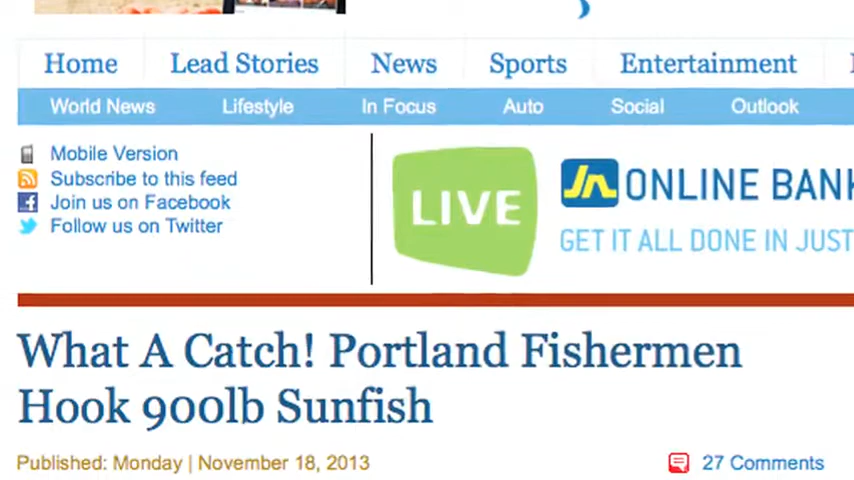 Home Lead Stories News Sports Entertainment
World News Lifestyle In Focus Auto Social Outlook
Mobile Version
Subscribe to this feed
Join us on Facebook
Follow us on Twitter
LIVE
JN ONLINE BANK
GET IT ALL DONE IN JUST
What A Catch! Portland Fishermen
Hook 900lb Sunfish
Published: Monday | November 18, 2013
27 Comments